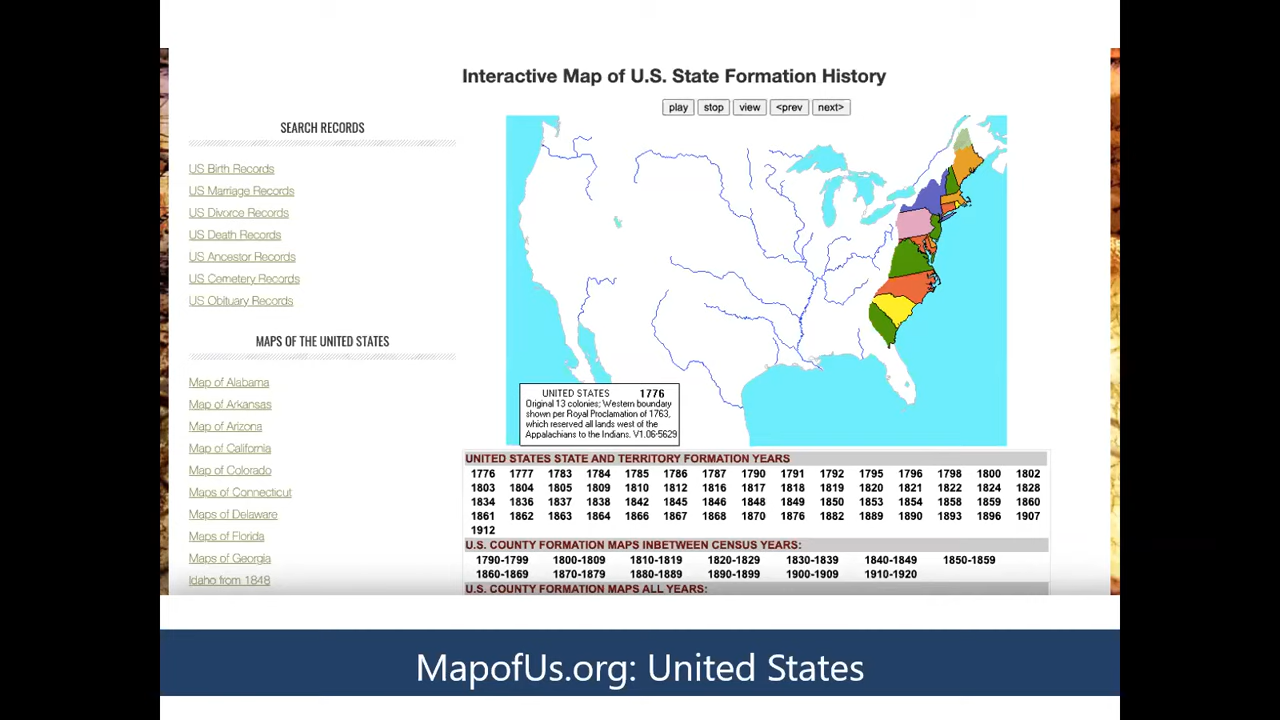 Interactive Map of U.S. State Formation History
play stop view <prev next>
SEARCH RECORDS
US Birth Records
US Marriage Records
US Divorce Records
US Death Records
US Ancestor Records
US Cemetery Records
US Obituary Records
MAPS OF THE UNITED STATES
Map of Alabama
Map of Arkansas
Map of Arizona
Map of California
Map of Colorado
Maps of Connecticut
Maps of Delaware
Maps of Florida
Maps of Georgia
Idaho from 1848
UNITED STATES 1776
Original 13 colonies; Western boundary
shown per Royal Proclamation of 1763,
which reserved all lands west of the
Appalachians to the Indians. V1.06-5629
UNITED STATES STATE AND TERRITORY FORMATION YEARS
1776 1777 1783 1784 1785 1786 1787 1790 1791 1792 1795 1796 1798 1800 1802
1803 1804 1805 1809 1810 1812 1816 1817 1818 1819 1820 1821 1822 1824 1828
1834 1836 1837 1838 1842 1845 1846 1848 1849 1850 1853 1854 1858 1859 1860
1861 1862 1863 1864 1866 1867 1868 1870 1876 1882 1889 1890 1893 1896 1907
1912
U.S. COUNTY FORMATION MAPS INBETWEEN CENSUS YEARS:
1790-1799 1800-1809 1810-1819 1820-1829 1830-1839 1840-1849 1850-1859
1860-1869 1870-1879 1880-1889 1890-1899 1900-1909 1910-1920
U.S. COUNTY FORMATION MAPS ALL YEARS:
MapofUs.org: United States